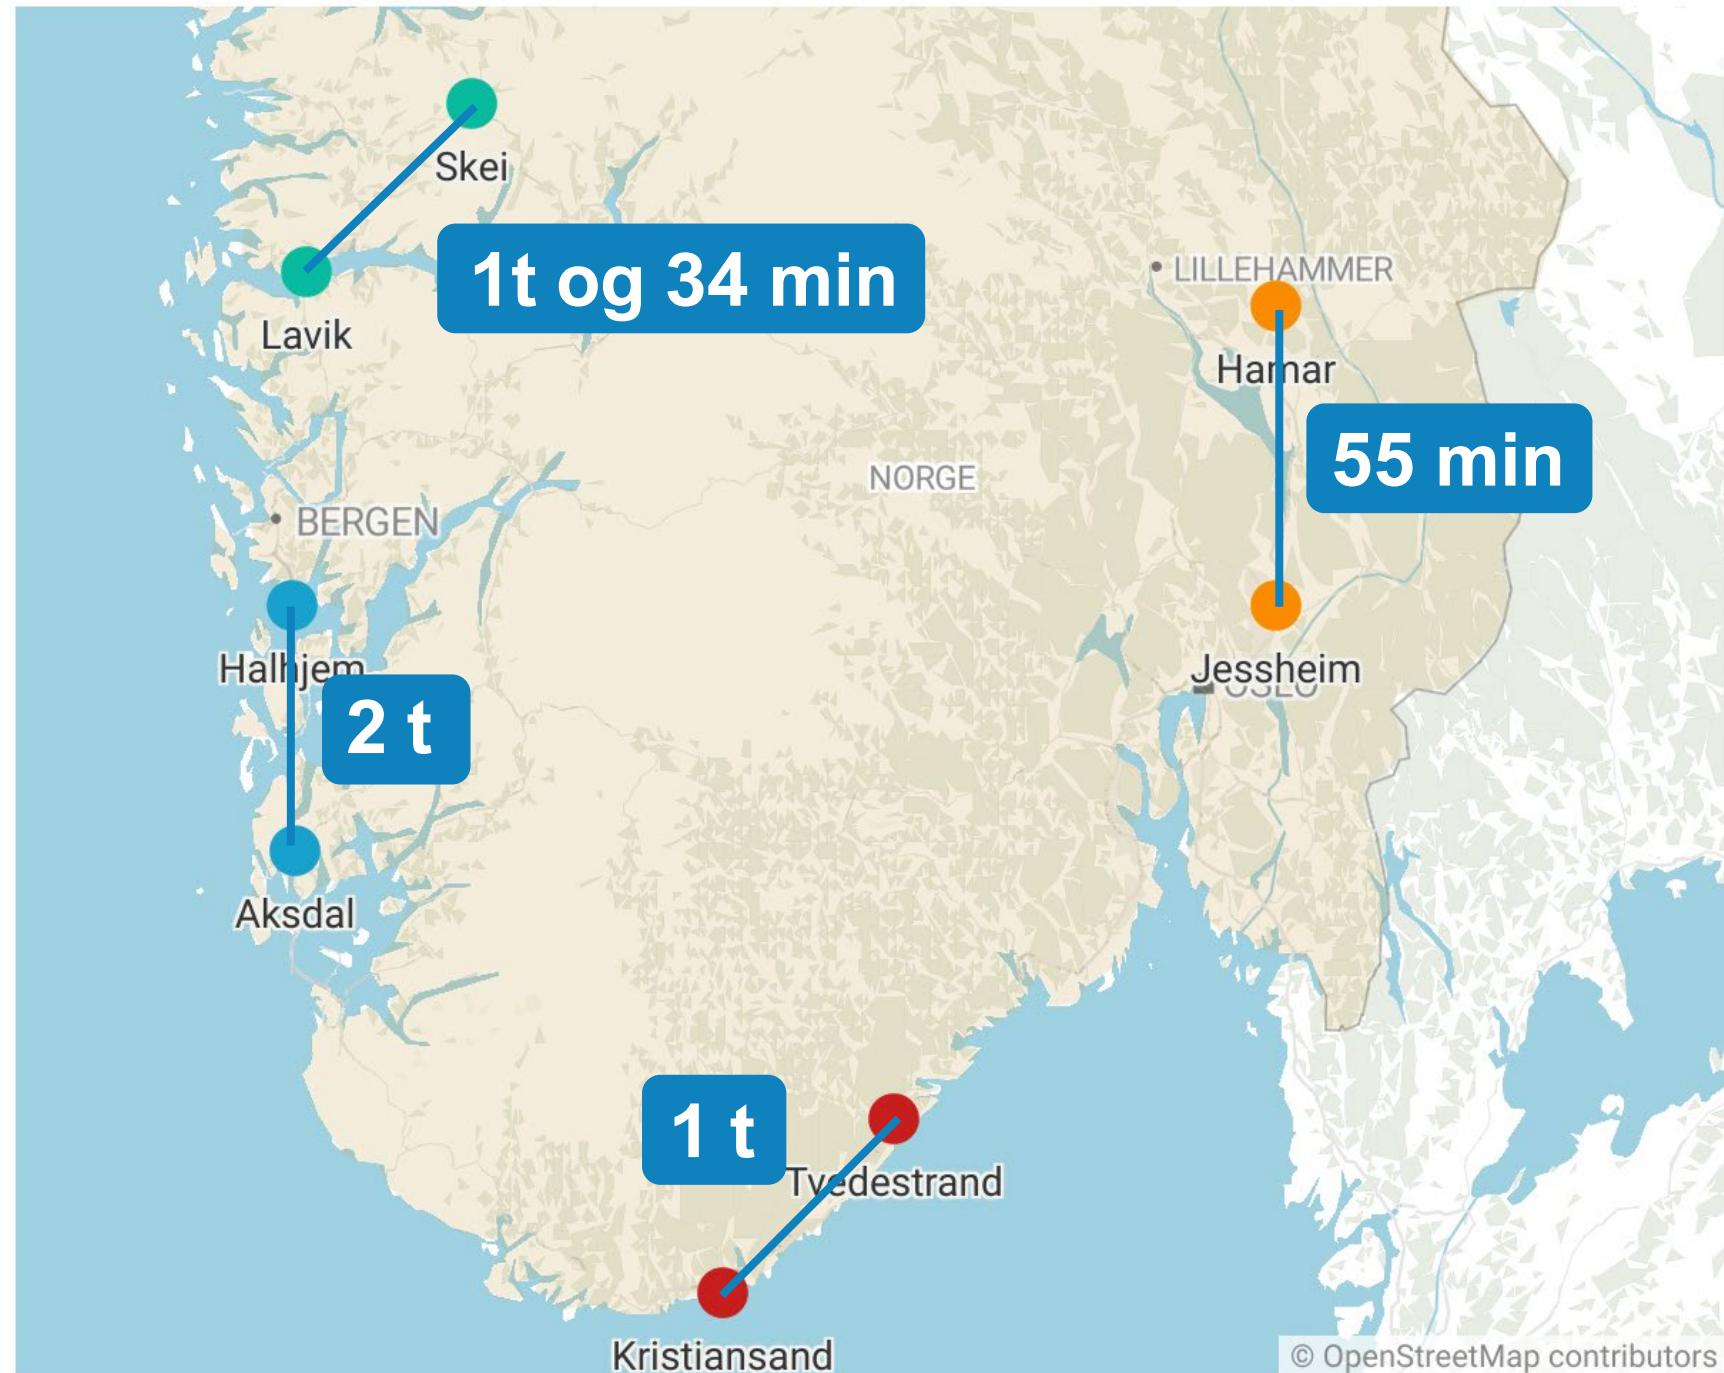 Skei
1t og 34 min
LILLEHAMMER
Lavik
Hamar
55 min
NORGE
BERGEN
Halhjem
Jessheim
OSLO
2 t
Aksdal
1 t
Tvedestrand
Kristiansand
© OpenStreetMap contributors